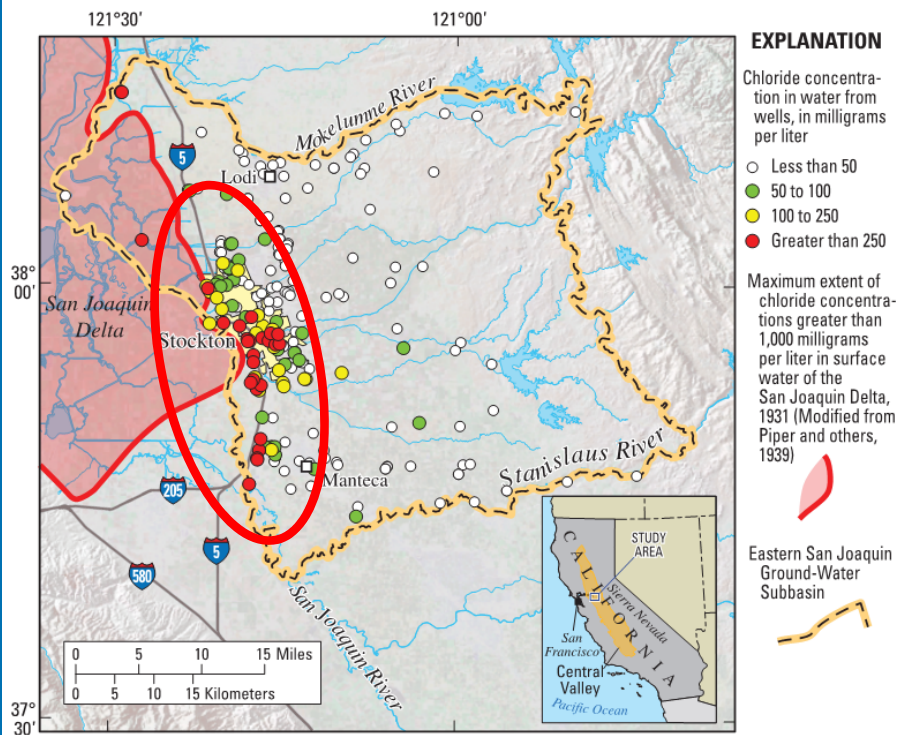 121°30'
121°00'
38°
00'
37°
30'
Mokelumne River
5
Lodi
San Joaquin
Delta
Stockton
Manteca
Stanislaus River
205
5
580
San Joaquin River
0 5 10 15 Miles
0 5 10 15 Kilometers
STUDY
AREA
CALIFORNIA
Sierra Nevada
San
Francisco
Central
Valley
Pacific Ocean
EXPLANATION
Chloride concentra-
tion in water from
wells, in milligrams
per liter
Less than 50
50 to 100
100 to 250
Greater than 250
Maximum extent of
chloride concentra-
tions greater than
1,000 milligrams
per liter in surface
water of the
San Joaquin Delta,
1931 (Modified from
Piper and others,
1939)
Eastern San Joaquin
Ground-Water
Subbasin